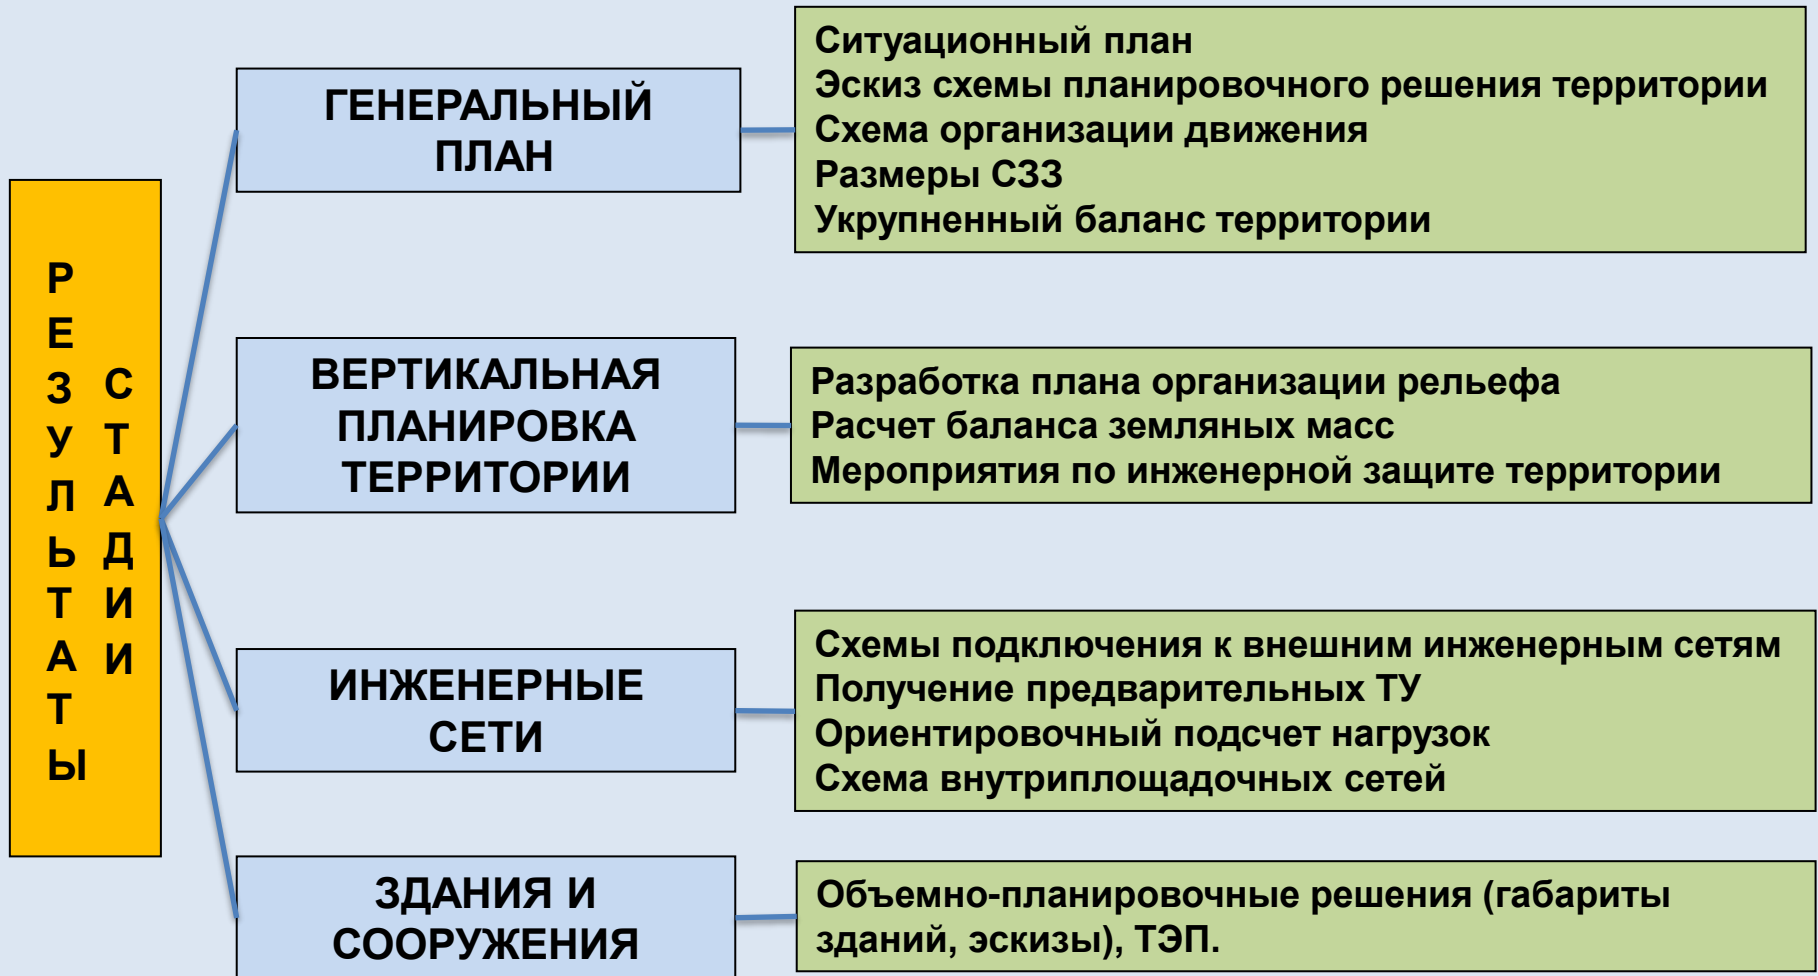 РЕЗУЛЬТАТЫ
СТАДИИ
ГЕНЕРАЛЬНЫЙ
ПЛАН
Ситуационный план
Эскиз схемы планировочного решения территории
Схема организации движения
Размеры СЗЗ
Укрупненный баланс территории
ВЕРТИКАЛЬНАЯ
ПЛАНИРОВКА
ТЕРРИТОРИИ
Разработка плана организации рельефа
Расчет баланса земляных масс
Мероприятия по инженерной защите территории
ИНЖЕНЕРНЫЕ
СЕТИ
Схемы подключения к внешним инженерным сетям
Получение предварительных ТУ
Ориентировочный подсчет нагрузок
Схема внутриплощадочных сетей
ЗДАНИЯ И
СООРУЖЕНИЯ
Объемно-планировочные решения (габариты
зданий, эскизы), ТЭП.